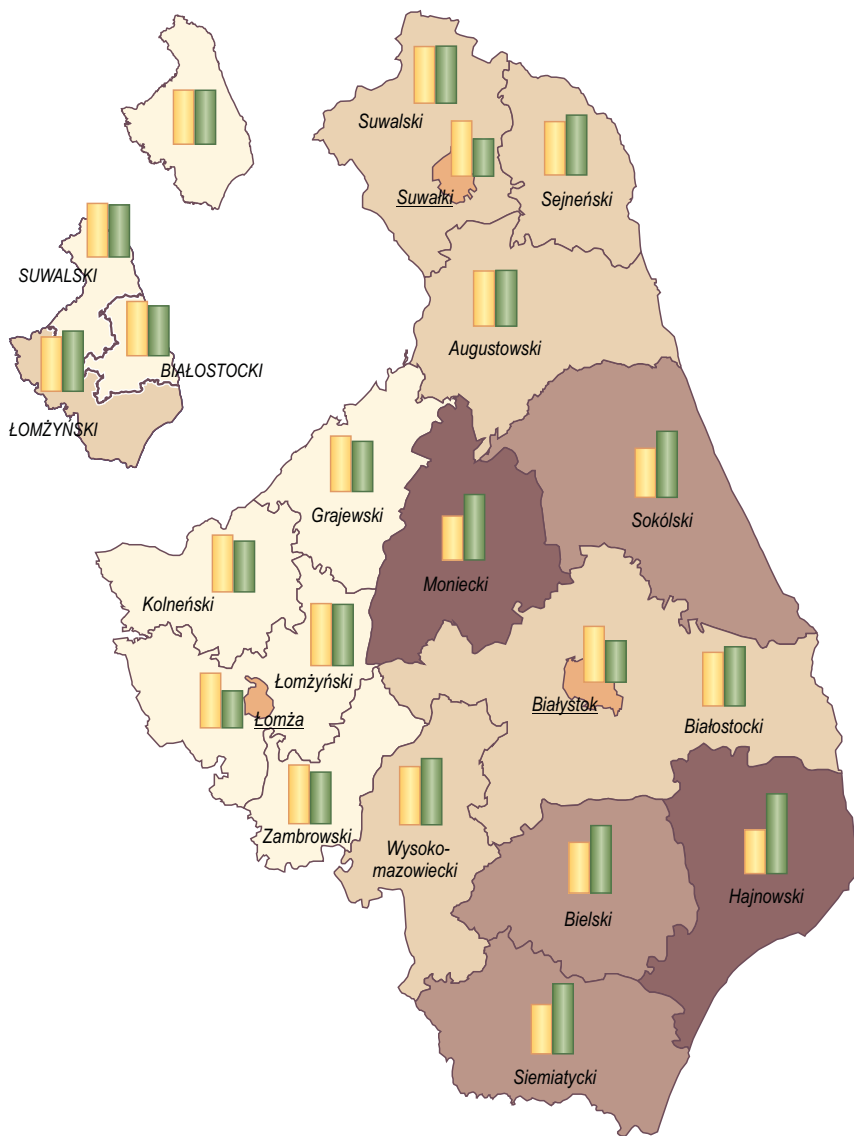 Suwalski
Suwałki
Sejneński
SUWALSKI
BIAŁOSTOCKI
ŁOMŻYŃSKI
Augustowski
Grajewski
Sokólski
Moniecki
Kolneński
Łomżyński
Łomża
Białystok
Białostocki
Zambrowski
Wysoko-
mazowiecki
Bielski
Hajnowski
Siemiatycki